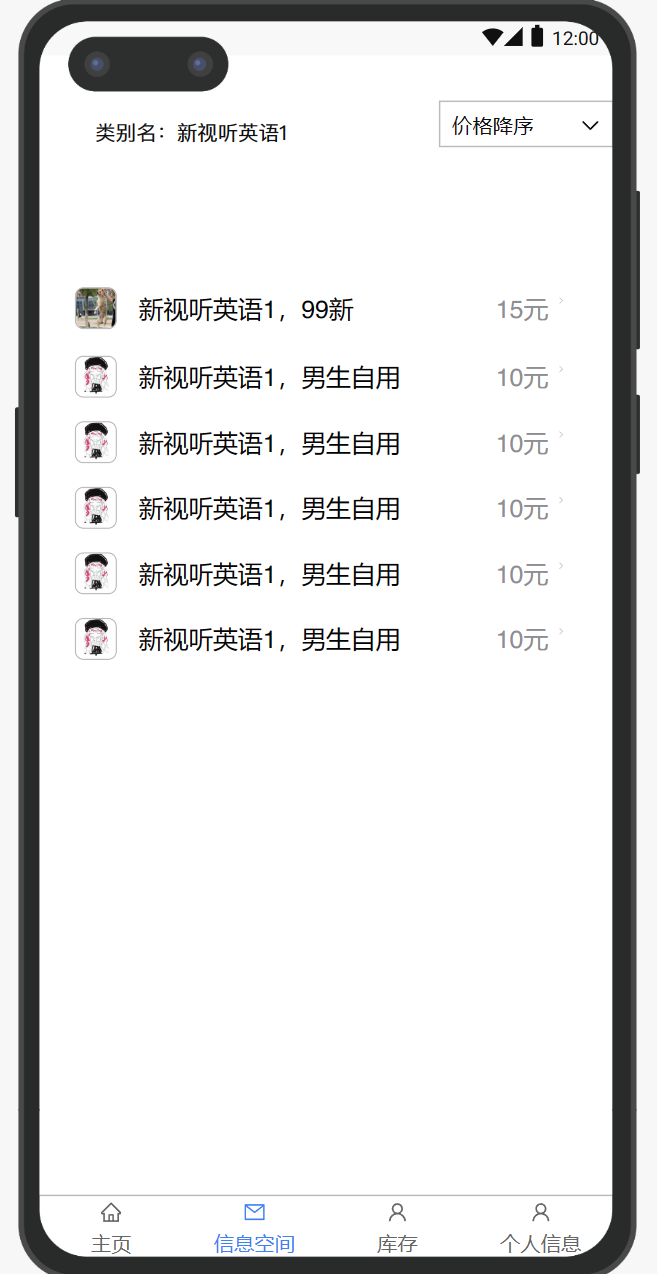 12:00
类别名：新视听英语1
价格降序
新视听英语1，99新
15元
新视听英语1，男生自用
10元
新视听英语1，男生自用
10元
新视听英语1，男生自用
10元
新视听英语1，男生自用
10元
新视听英语1，男生自用
10元
主页
信息空间
库存
个人信息